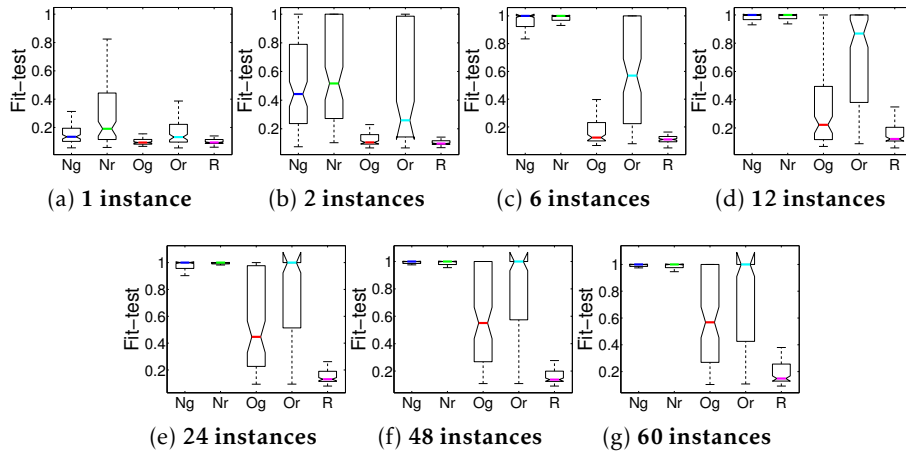 Fit−test
1
0.8
0.6
0.4
0.2
Ng Nr Og Or R
(a) 1 instance
Fit−test
1
0.8
0.6
0.4
0.2
Ng Nr Og Or R
(b) 2 instances
Fit−test
1
0.8
0.6
0.4
0.2
Ng Nr Og Or R
(c) 6 instances
Fit−test
1
0.8
0.6
0.4
0.2
Ng Nr Og Or R
(d) 12 instances
Fit−test
1
0.8
0.6
0.4
0.2
Ng Nr Og Or R
(e) 24 instances
Fit−test
1
0.8
0.6
0.4
0.2
Ng Nr Og Or R
(f) 48 instances
Fit−test
1
0.8
0.6
0.4
0.2
Ng Nr Og Or R
(g) 60 instances